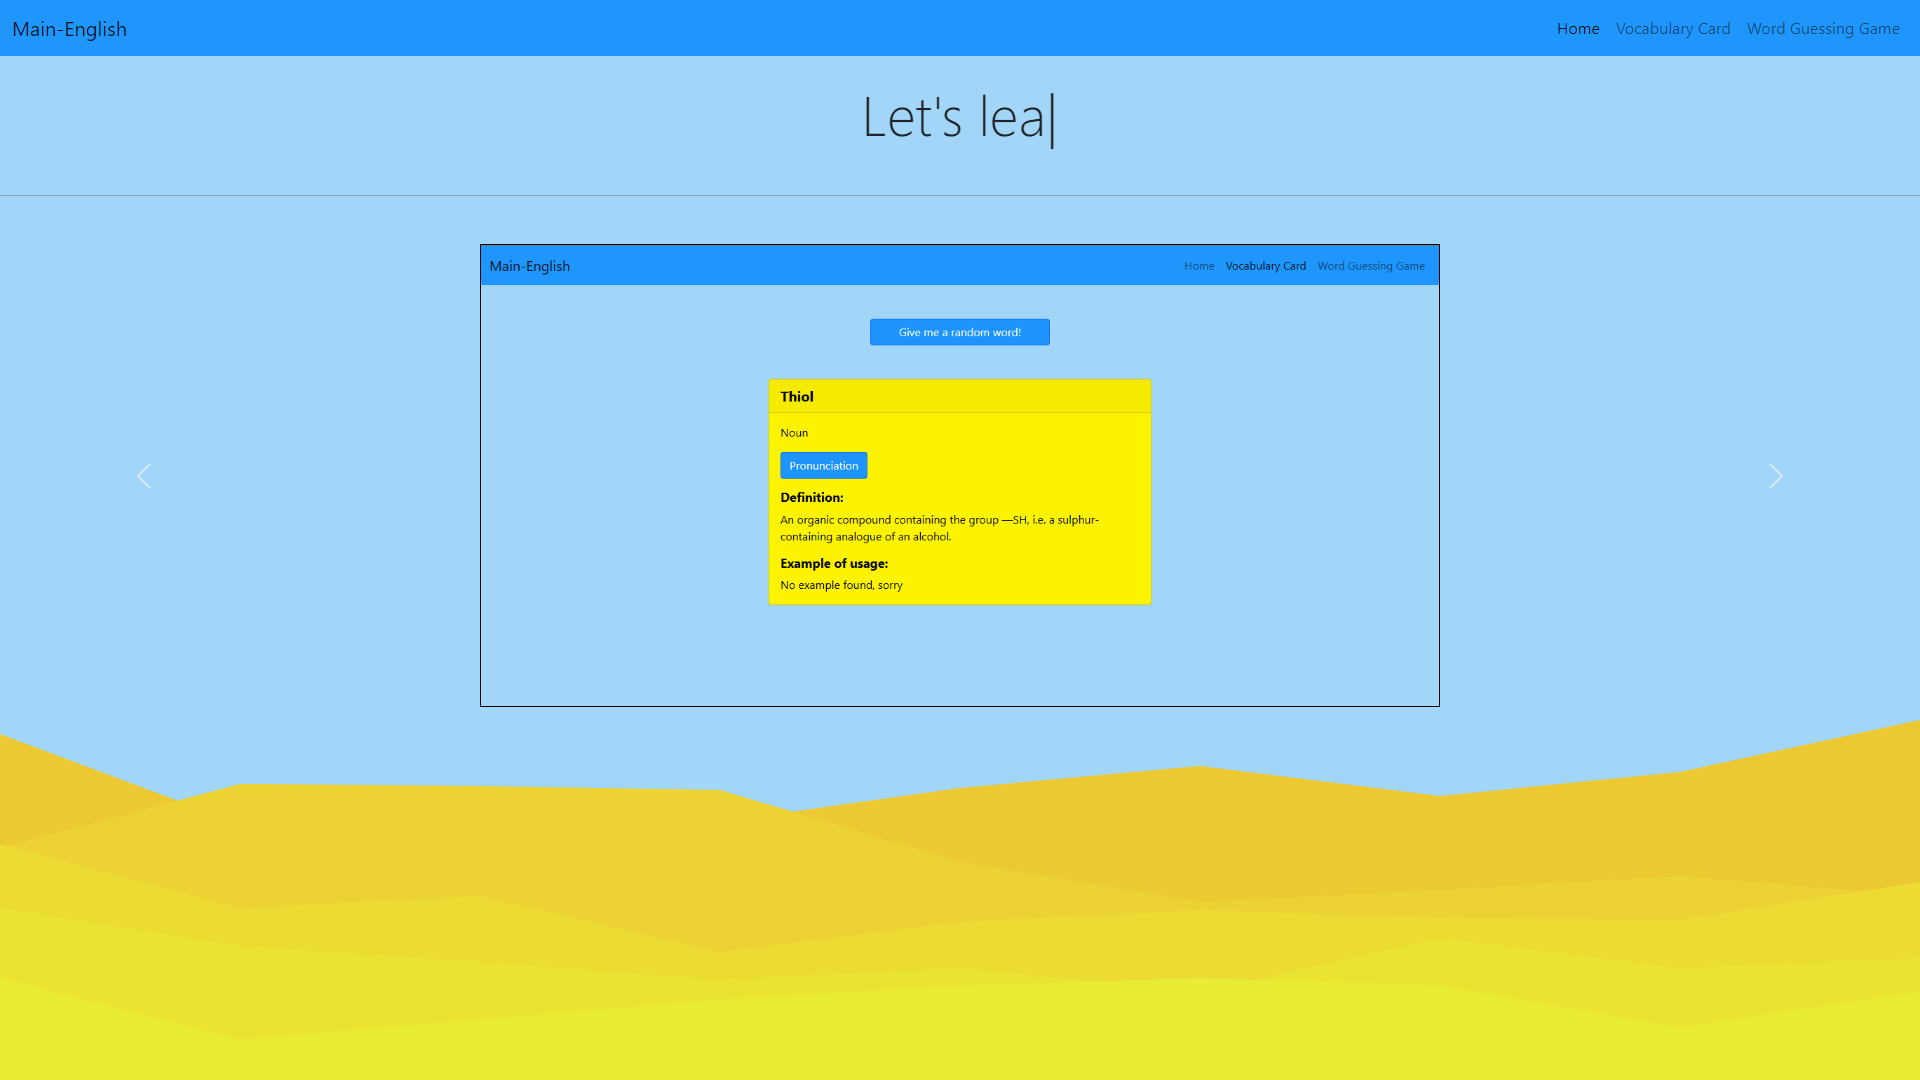 Main-English
Home Vocabulary Card Word Guessing Game
Let's lea
Main-English
Home Vocabulary Card Word Guessing Game
Give me a random word!
Thiol
Noun
Pronunciation
Definition:
An organic compound containing the group —SH, i.e. a sulphur-
containing analogue of an alcohol.
Example of usage:
No example found, sorry